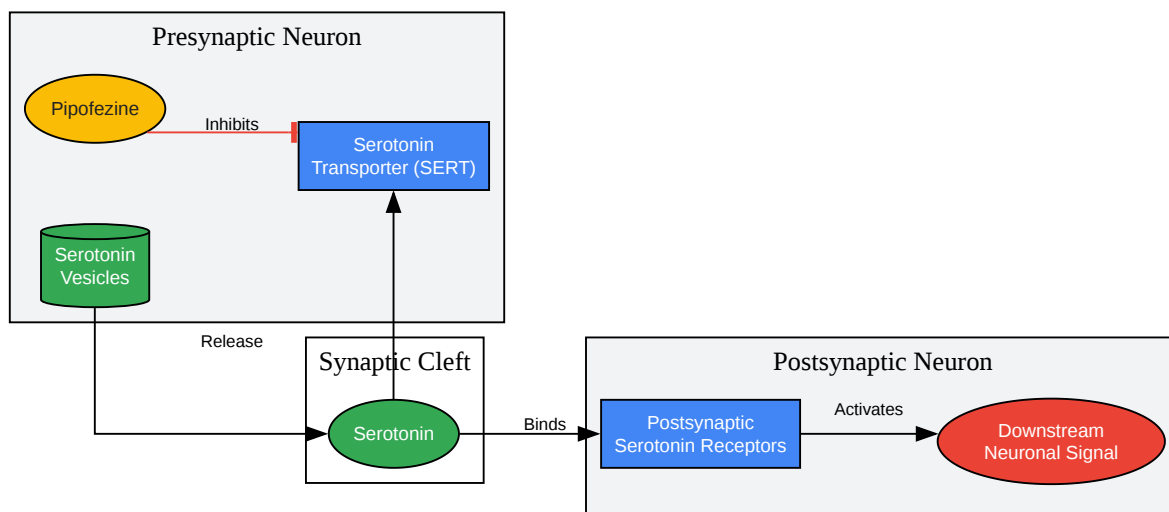 Presynaptic Neuron
Pipofezine
Inhibits
Serotonin
Transporter (SERT)
Serotonin
Vesicles
Release
Synaptic Cleft
Serotonin
Binds
Postsynaptic Neuron
Postsynaptic
Serotonin Receptors
Activates
Downstream
Neuronal Signal